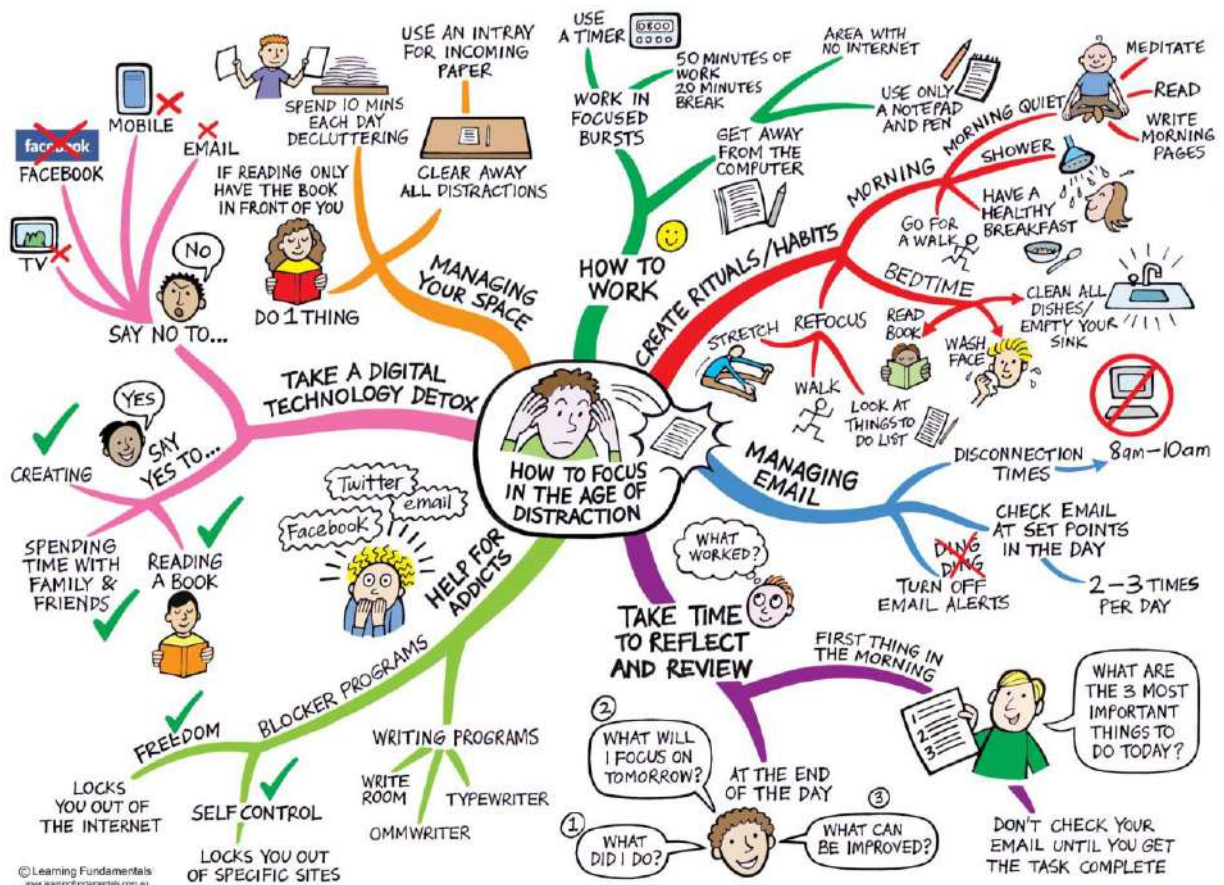 HOW TO FOCUS
IN THE AGE OF
DISTRACTION
HOW TO
WORK
WORK IN
FOCUSED
BURSTS
USE
A TIMER
50 MINUTES OF
WORK
20 MINUTES
BREAK
GET AWAY
FROM THE
COMPUTER
AREA WITH
NO INTERNET
USE ONLY
A NOTEPAD
AND PEN
CREATE RITUALS/HABITS
MORNING
MORNING QUIET
MEDITATE
READ
WRITE
MORNING
PAGES
SHOWER
HAVE A
HEALTHY
BREAKFAST
GO FOR
A WALK
BEDTIME
CLEAN ALL
DISHES/
EMPTY YOUR
SINK
WASH
FACE
READ
BOOK
REFOCUS
STRETCH
WALK
LOOK AT
THINGS TO
DO LIST
MANAGING
EMAIL
DISCONNECTION
TIMES
8am-10am
CHECK EMAIL
AT SET POINTS
IN THE DAY
2-3 TIMES
PER DAY
DING
DING
TURN OFF
EMAIL ALERTS
TAKE TIME
TO REFLECT
AND REVIEW
WHAT
WORKED?
FIRST THING IN
THE MORNING
1
2
3
WHAT ARE
THE 3 MOST
IMPORTANT
THINGS TO
DO TODAY?
DON'T CHECK YOUR
EMAIL UNTIL YOU GET
THE TASK COMPLETE
AT THE END
OF THE DAY
1
WHAT
DID I DO?
2
WHAT WILL
I FOCUS ON
TOMORROW?
3
WHAT CAN
BE IMPROVED?
HELP FOR
ADDICTS
Twitter
email
Facebook
WRITING PROGRAMS
WRITE
ROOM
OMMWRITER
TYPEWRITER
BLOCKER PROGRAMS
FREEDOM
LOCKS
YOU OUT OF
THE INTERNET
SELF CONTROL
LOCKS YOU OUT
OF SPECIFIC SITES
TAKE A DIGITAL
TECHNOLOGY DETOX
YES
SAY
YES TO...
CREATING
SPENDING
TIME WITH
FAMILY &
FRIENDS
READING
A BOOK
NO
SAY NO TO...
TV
facebook
FACEBOOK
MOBILE
EMAIL
MANAGING
YOUR SPACE
DO 1 THING
IF READING ONLY
HAVE THE BOOK
IN FRONT OF YOU
SPEND 10 MINS
EACH DAY
DECLUTTERING
CLEAR AWAY
ALL DISTRACTIONS
USE AN INTRAY
FOR INCOMING
PAPER
© Learning Fundamentals
www.learningfundamentals.com.au